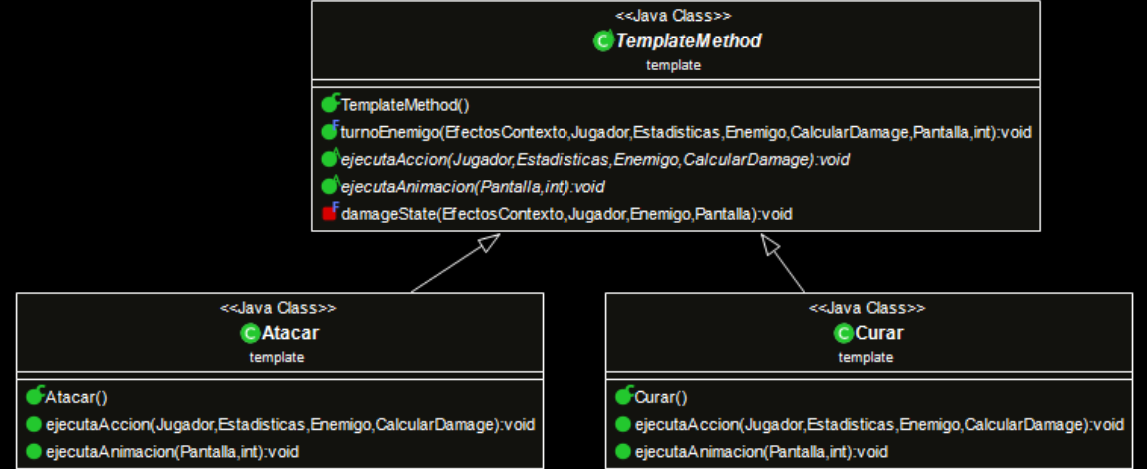 <<Java Class>>
TemplateMethod
template
TemplateMethod()
turnoEnemigo(EfectosContexto,Jugador,Estadisticas,Enemigo,CalcularDamage,Pantalla,int):void
ejecutaAccion(Jugador,Estadisticas,Enemigo,CalcularDamage):void
ejecutaAnimacion(Pantalla,int):void
damageState(EfectosContexto,Jugador,Enemigo,Pantalla):void
<<Java Class>>
Atacar
template
Atacar()
ejecutaAccion(Jugador,Estadisticas,Enemigo,CalcularDamage):void
ejecutaAnimacion(Pantalla,int):void
<<Java Class>>
Curar
template
Curar()
ejecutaAccion(Jugador,Estadisticas,Enemigo,CalcularDamage):void
ejecutaAnimacion(Pantalla,int):void